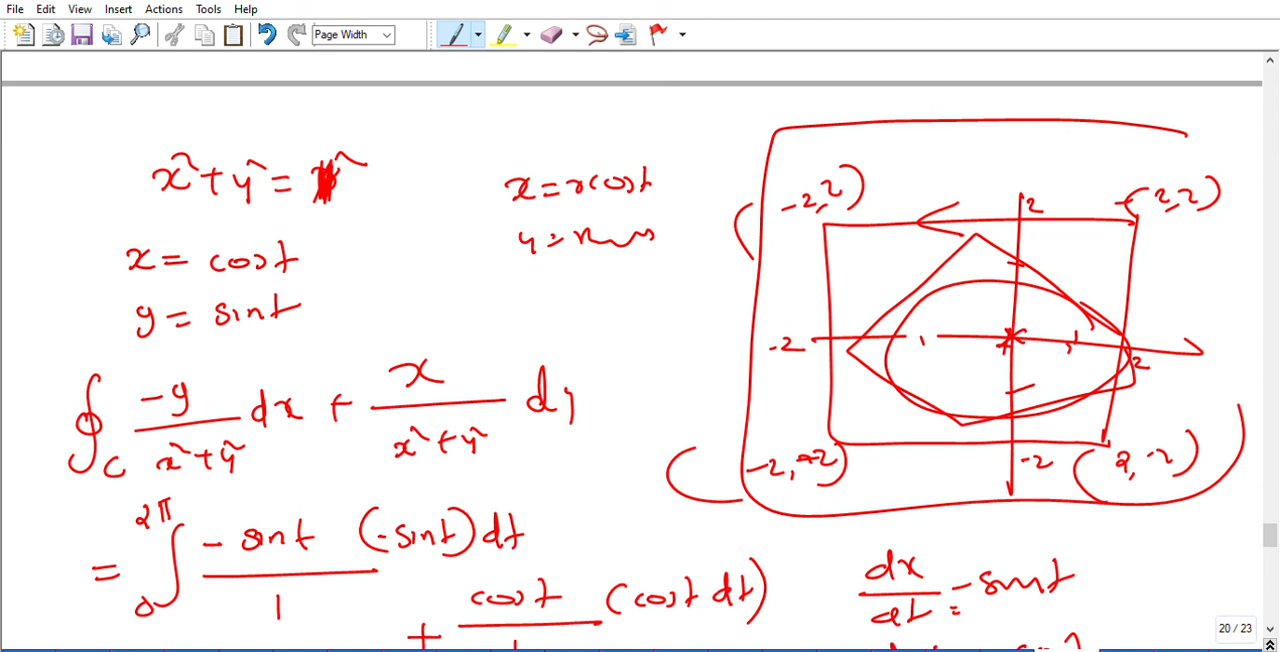 File Edit View Insert Actions Tools Help
Page Width
x² + y² = r²
x = r cos t
x = cos t
y = sin t
∮_C -y/(x² + y²) dx + x/(x² + y²) dy
= ∫₀^2π -sin t/1 (-sin t) dt
+ cos t (cos t dt)
dx/dt = -sin t
(-2, 2)
2
(2, 2)
-2
1
1
2
(-2, -2)
-2
(2, -2)
20 / 23